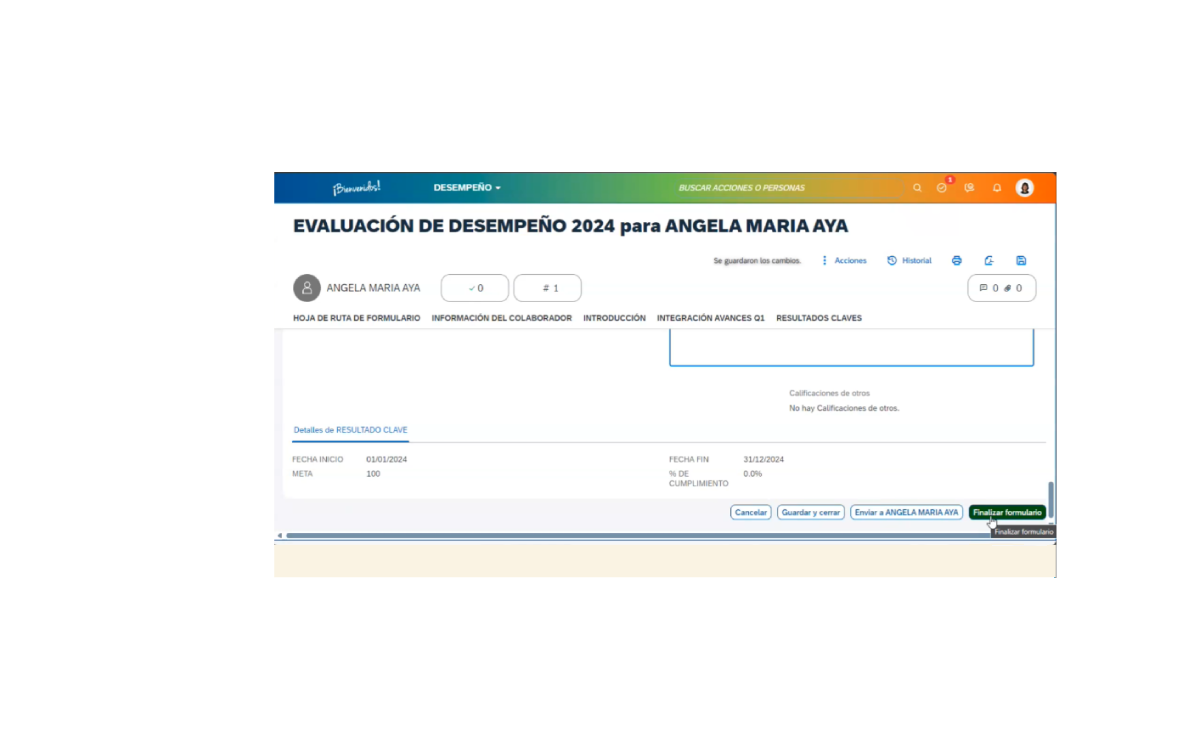 ¡Bienvenidos! DESEMPEÑO BUSCAR ACCIONES O PERSONAS
EVALUACIÓN DE DESEMPEÑO 2024 para ANGELA MARIA AYA
Se guardaron los cambios. Acciones Historial
ANGELA MARIA AYA 0 # 1 0 0
HOJA DE RUTA DE FORMULARIO INFORMACIÓN DEL COLABORADOR INTRODUCCIÓN INTEGRACIÓN AVANCES Q1 RESULTADOS CLAVES
Calificaciones de otros
No hay Calificaciones de otros.
Detalles de RESULTADO CLAVE
FECHA INICIO 01/01/2024 FECHA FIN 31/12/2024
META 100 % DE CUMPLIMIENTO 0.0%
Cancelar Guardar y cerrar Enviar a ANGELA MARIA AYA Finalizar formulario
Finalizar formulario